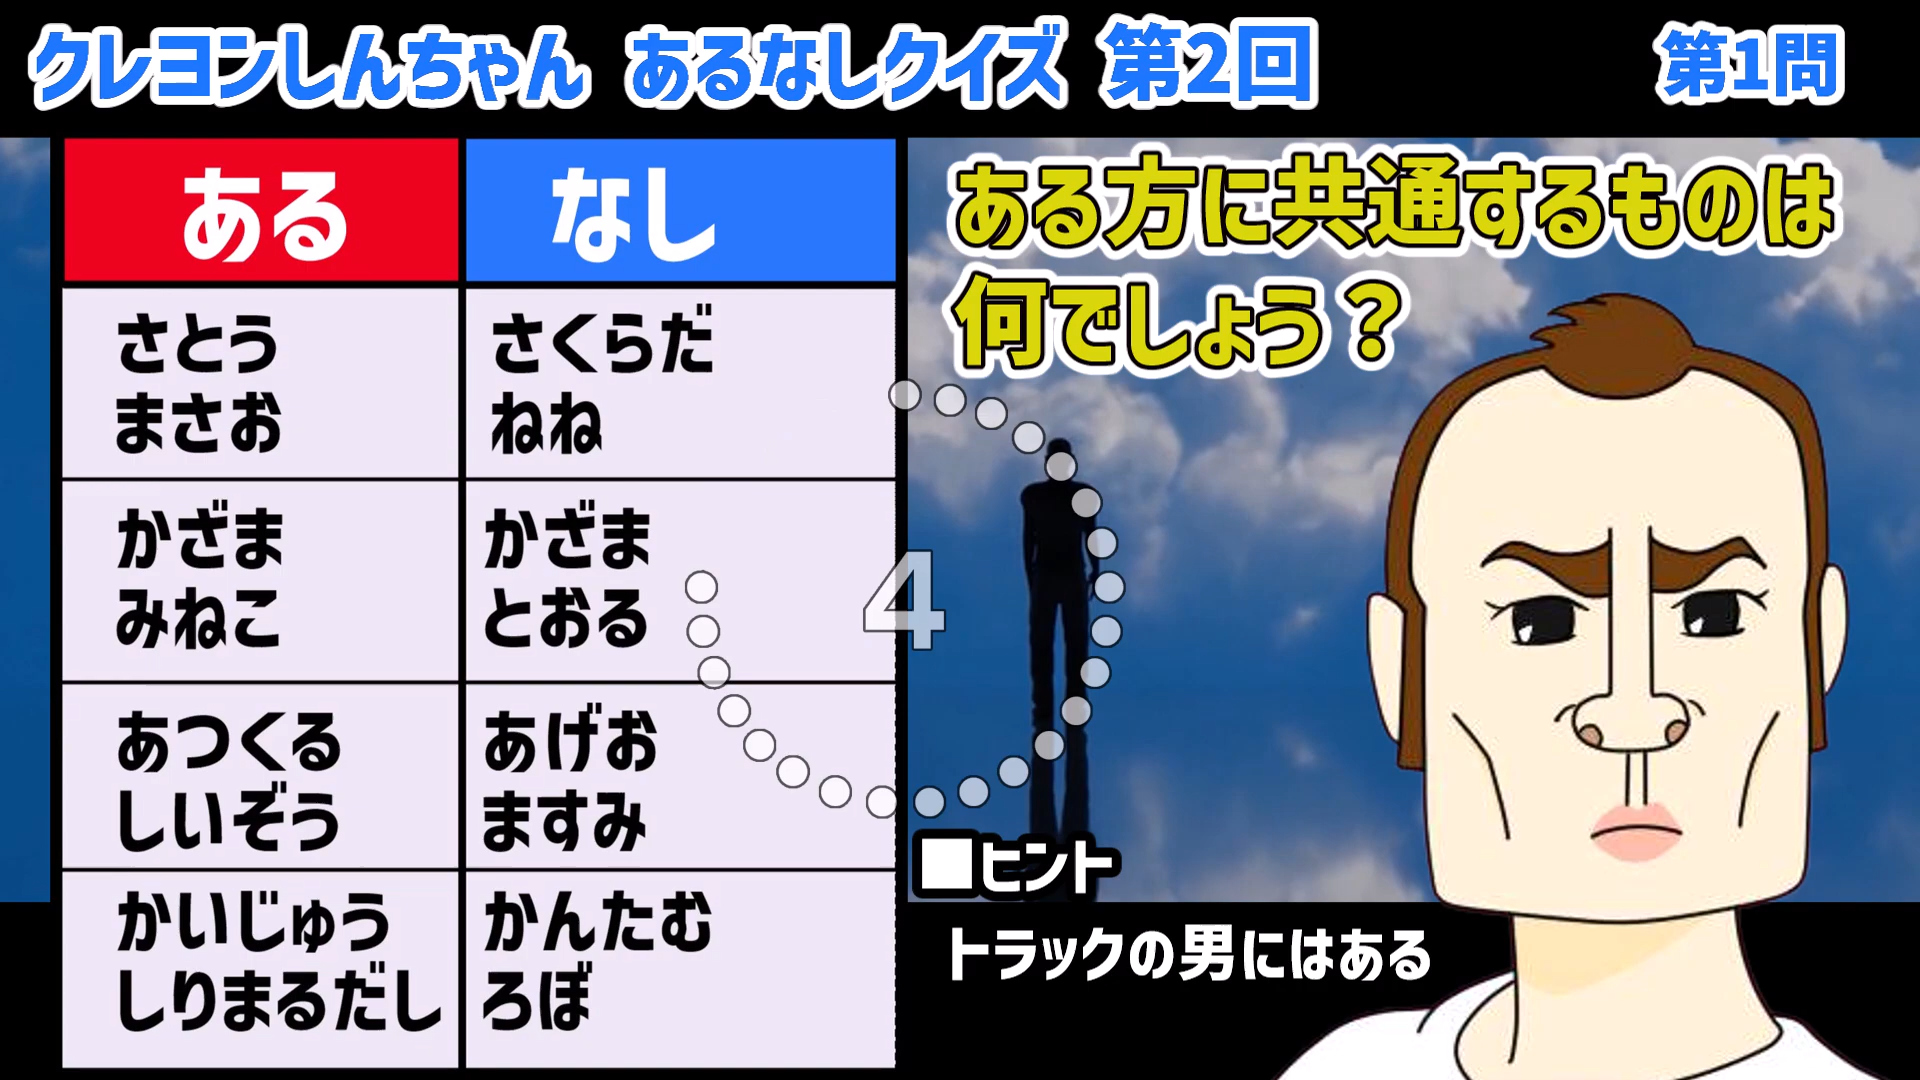 クレヨンしんちゃん あるなしクイズ 第2回
第1問
ある
なし
さとう
まさお
さくらだ
ねね
かざま
みねこ
かざま
とおる
あつくる
しいぞう
あげお
ますみ
かいじゅう
しりまるだし
かんたむ
ろぼ
ある方に共通するものは
何でしょう？
4
■ヒント
トラックの男にはある